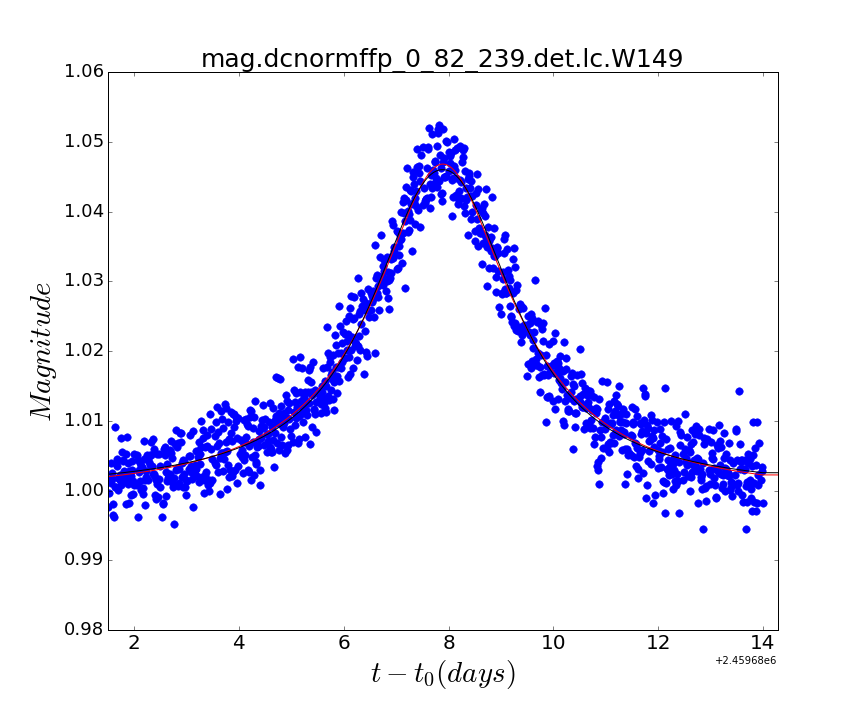 mag.dcnormffp_0_82_239.det.lc.W149
1.06
1.05
1.04
1.03
1.02
1.01
1.00
0.99
0.98
Magnitude
2 4 6 8 10 12 14
+2.45968e6
t − t₀(days)